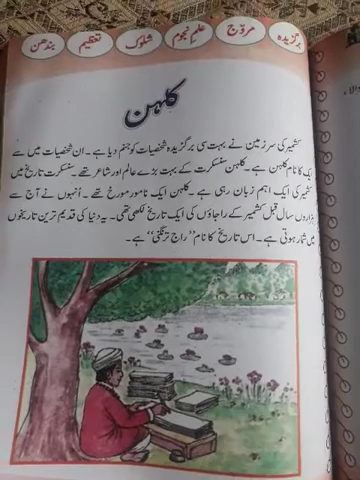 برگزیدہ مروّج علمِ نجوم شلوک تعظیم بندھن
کلہن
کشمیر کی سرزمین نے بہت سی برگزیدہ شخصیات کو جنم دیا ہے۔ ان شخصیات میں سے
ایک کا نام کلہن ہے۔ کلہن سنسکرت کے بہت بڑے عالم اور شاعر تھے۔ سنسکرت تاریخ میں
کشمیر کی ایک اہم زبان رہی ہے۔ کلہن ایک نامور مورخ تھے۔ اُنہوں نے آج سے
ہزاروں سال قبل کشمیر کے راجاؤں کی ایک تاریخ لکھی تھی۔ یہ دنیا کی قدیم ترین تاریخوں
میں شمار ہوتی ہے۔ اس تاریخ کا نام ”راج ترنگنی“ ہے۔